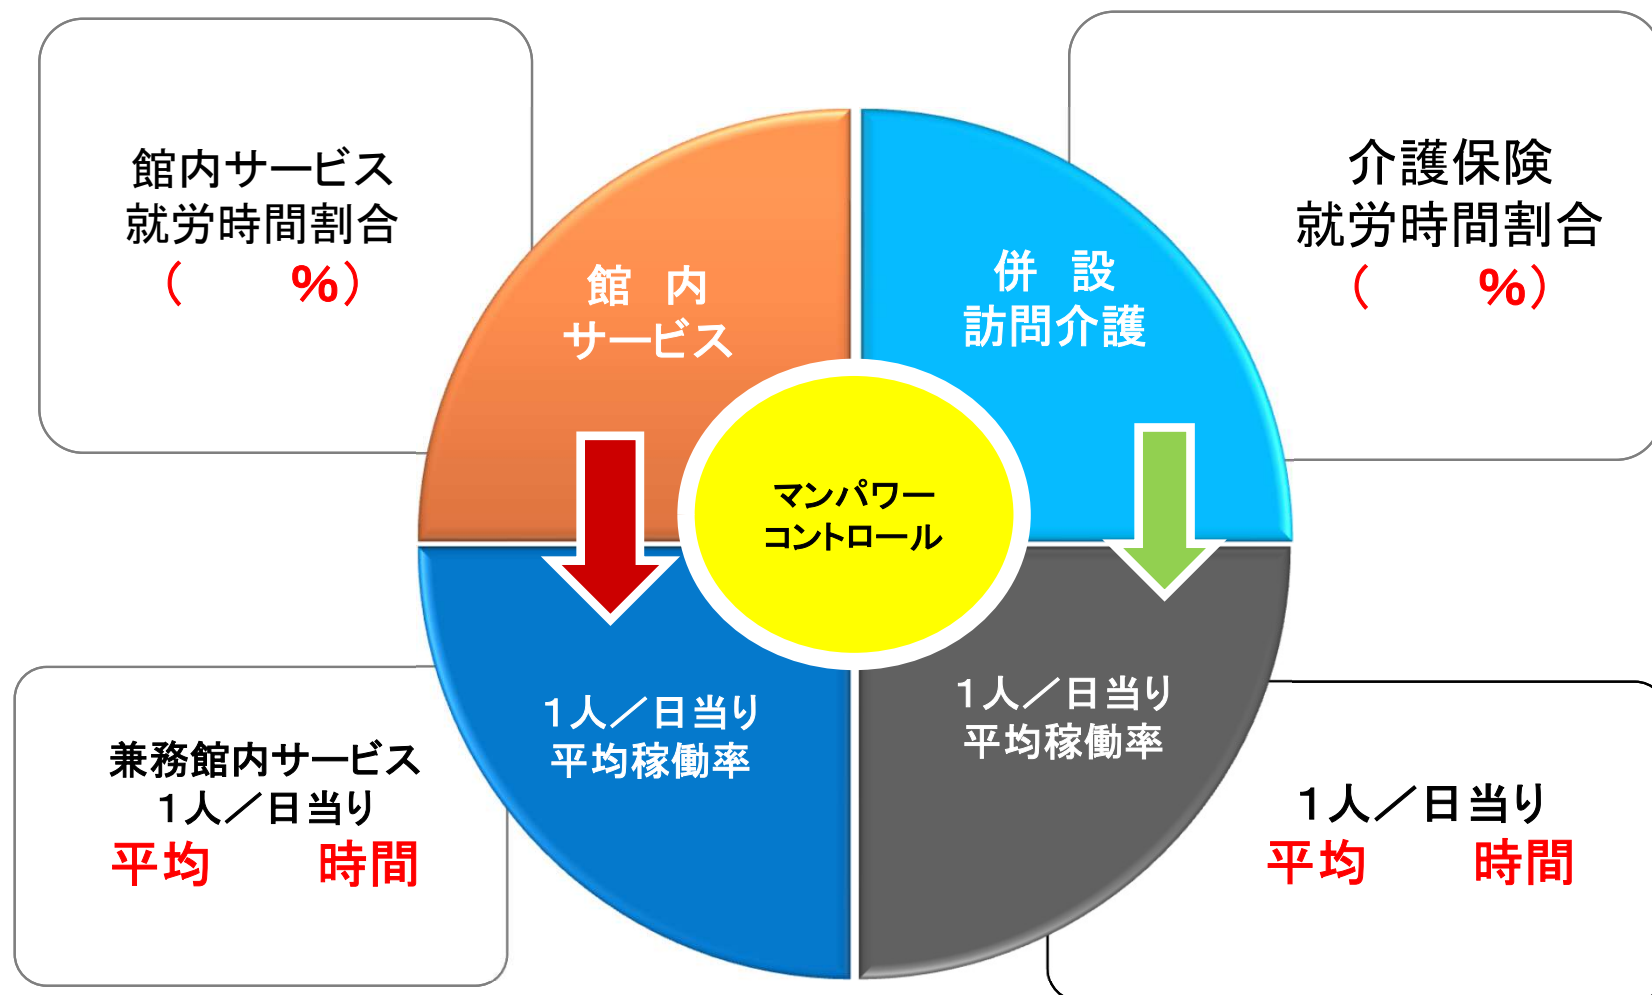 館内サービス
就労時間割合
（　　％）
介護保険
就労時間割合
（　　％）
館　内
サービス
併　設
訪問介護
マンパワー
コントロール
１人／日当り
平均稼働率
１人／日当り
平均稼働率
兼務館内サービス
１人／日当り
平均　　時間
１人／日当り
平均　　時間